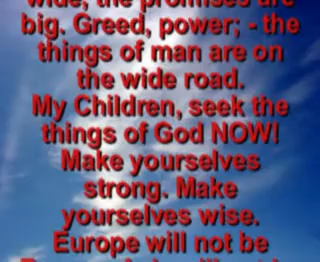 wide, the promises are
big. Greed, power; - the
things of man are on
the wide road.
My Children, seek the
things of God NOW!
Make yourselves
strong. Make
yourselves wise.
Europe will not be